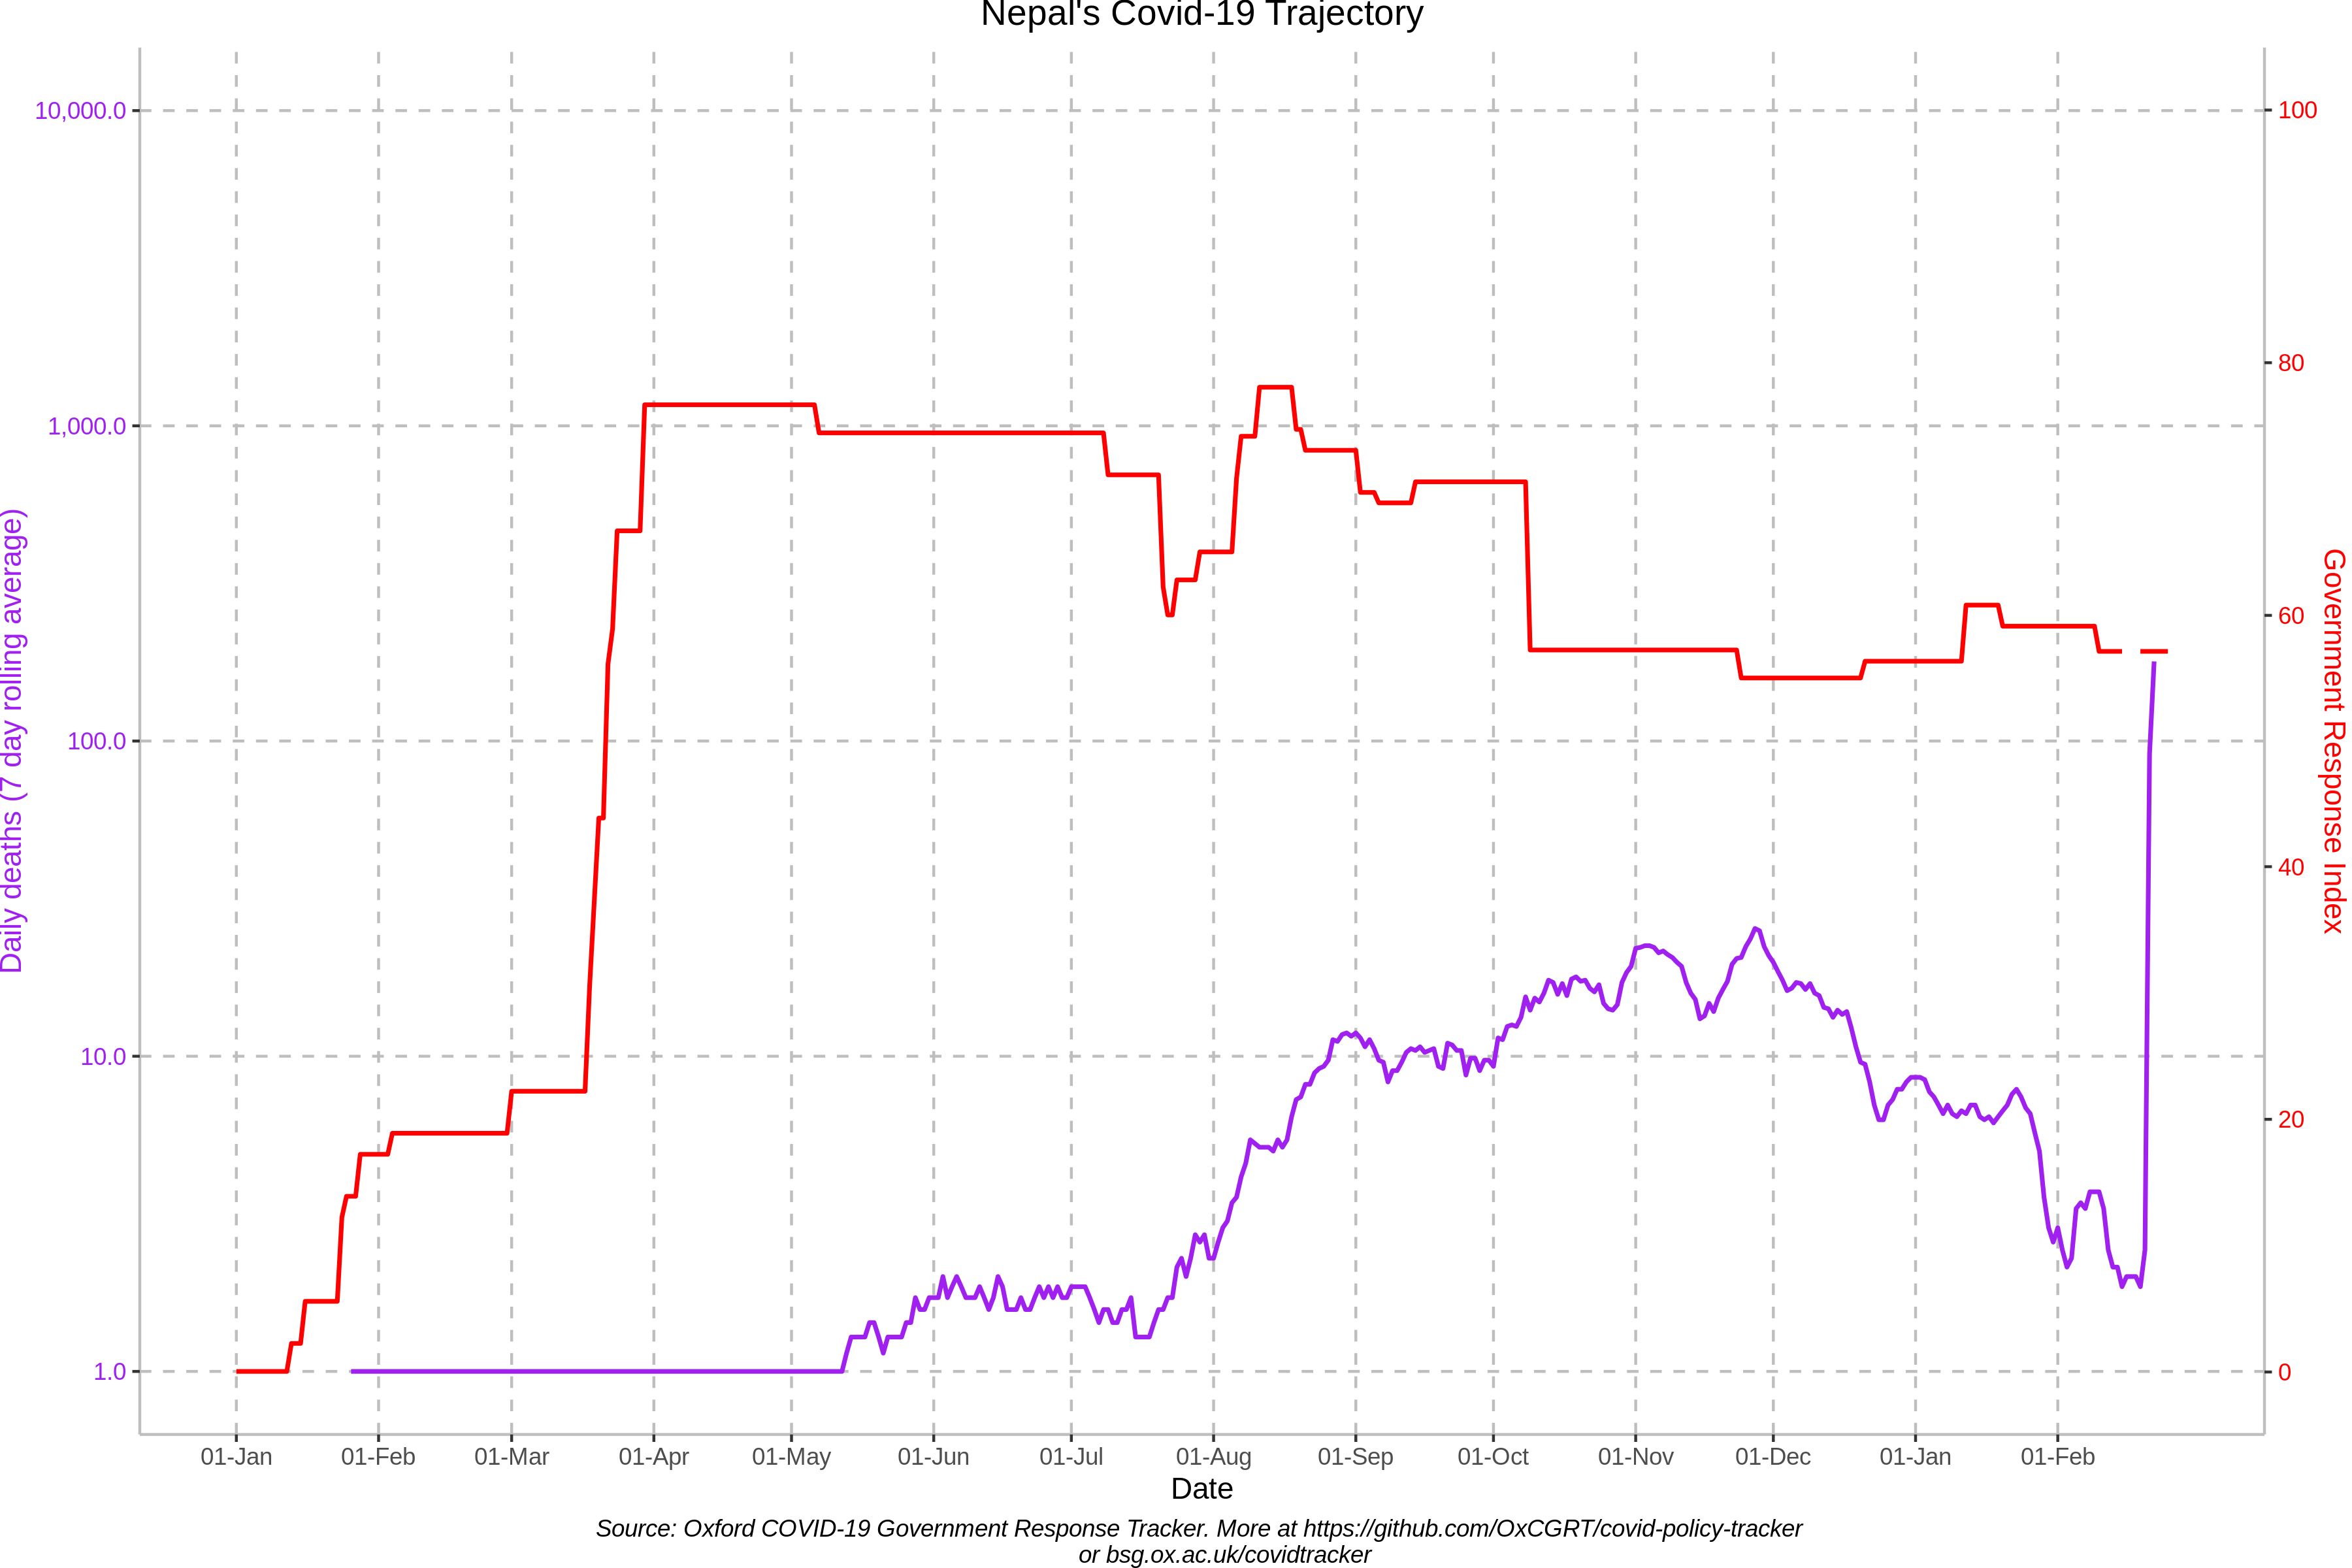 Nepal's Covid-19 Trajectory
10,000.0
1,000.0
100.0
10.0
1.0
Daily deaths (7 day rolling average)
100
80
60
40
20
0
Government Response Index
01-Jan
01-Feb
01-Mar
01-Apr
01-May
01-Jun
01-Jul
01-Aug
01-Sep
01-Oct
01-Nov
01-Dec
01-Jan
01-Feb
Date
Source: Oxford COVID-19 Government Response Tracker. More at https://github.com/OxCGRT/covid-policy-tracker
or bsg.ox.ac.uk/covidtracker